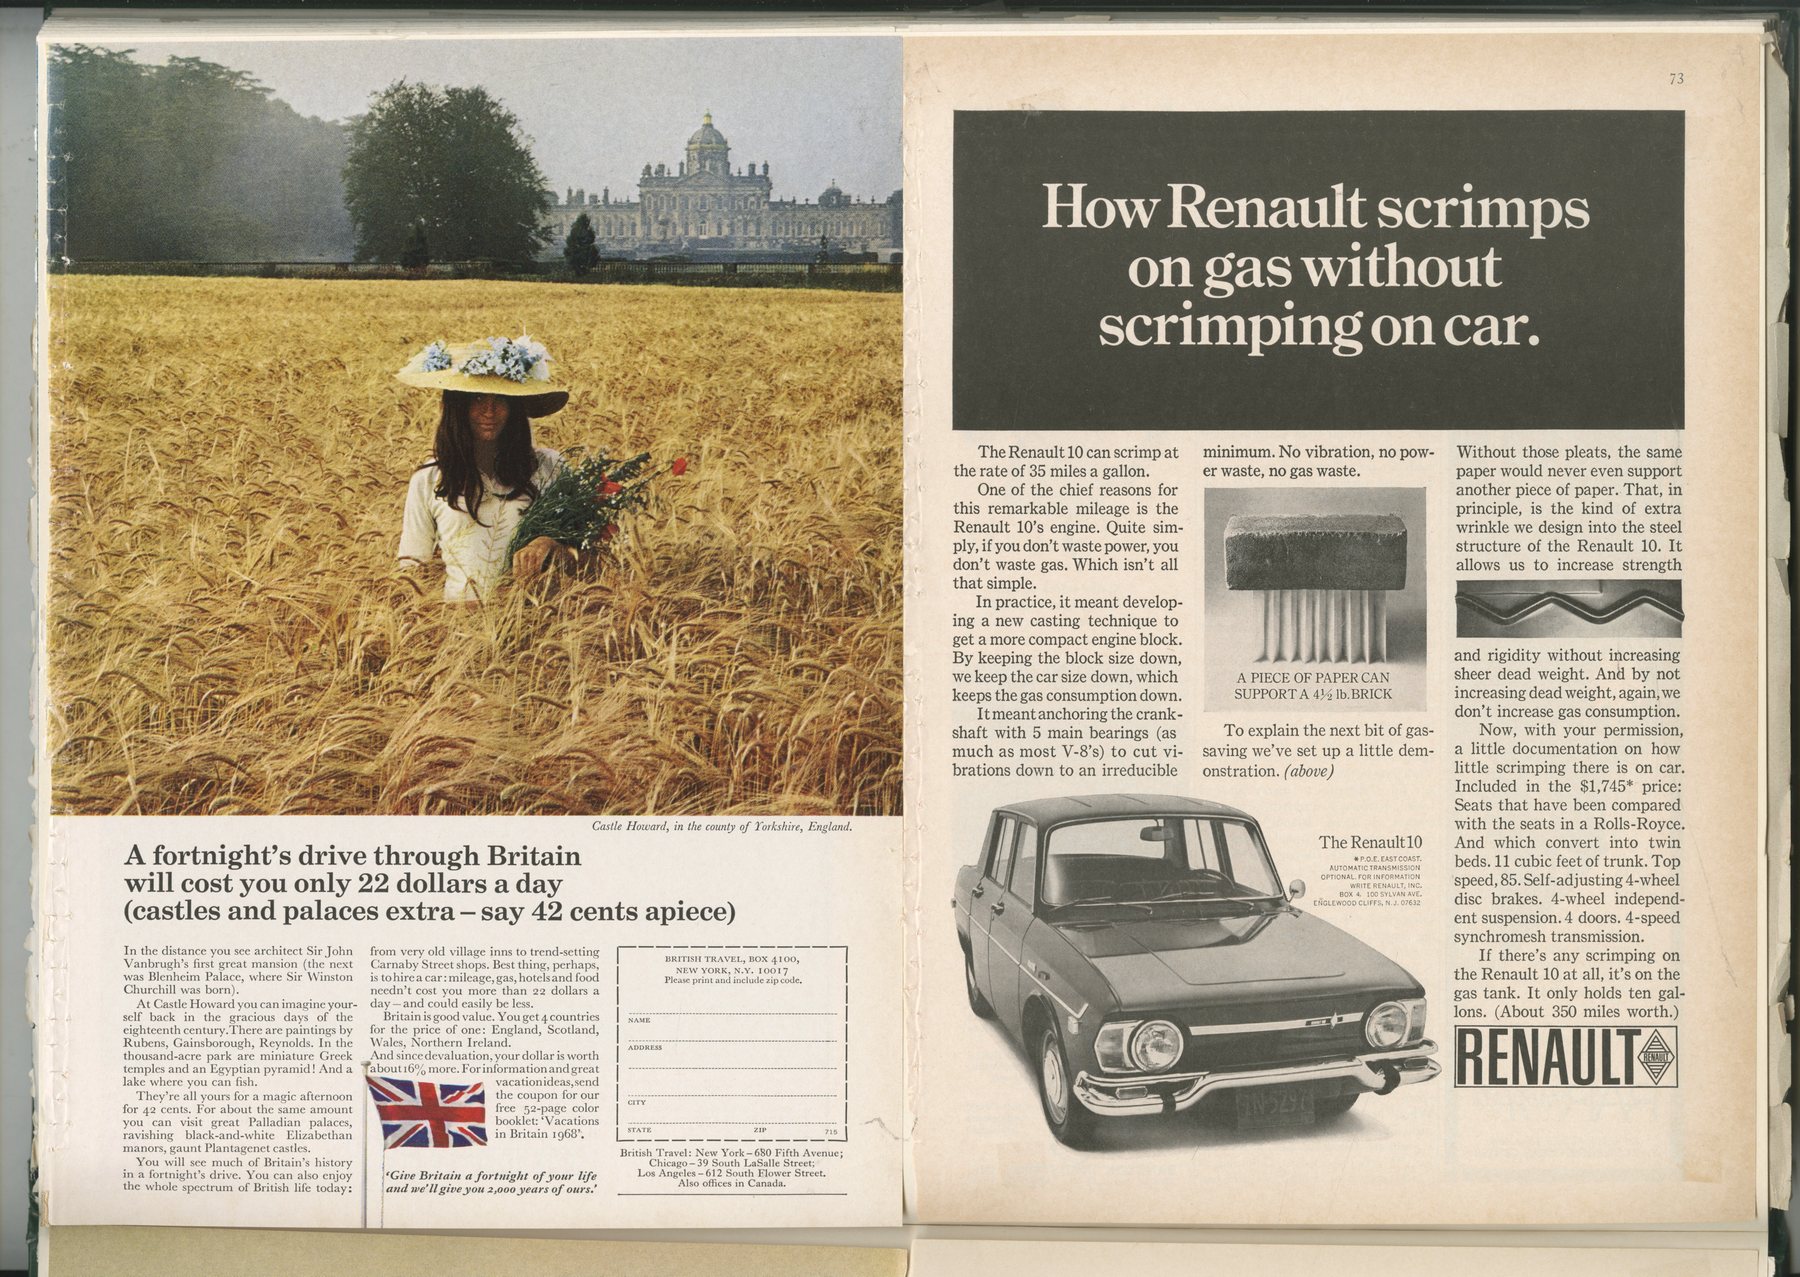 Castle Howard, in the county of Yorkshire, England.
A fortnight's drive through Britain
will cost you only 22 dollars a day
(castles and palaces extra – say 42 cents apiece)
In the distance you see architect Sir John
Vanbrugh's first great mansion (the next
was Blenheim Palace, where Sir Winston
Churchill was born).
At Castle Howard you can imagine your-
self back in the gracious days of the
eighteenth century. There are paintings by
Rubens, Gainsborough, Reynolds. In the
thousand-acre park are miniature Greek
temples and an Egyptian pyramid! And a
lake where you can fish.
They're all yours for a magic afternoon
for 42 cents. For about the same amount
you can visit great Palladian palaces,
ravishing black-and-white Elizabethan
manors, gaunt Plantagenet castles.
You will see much of Britain's history
in a fortnight's drive. You can also enjoy
the whole spectrum of British life today:
from very old village inns to trend-setting
Carnaby Street shops. Best thing, perhaps,
is to hire a car: mileage, gas, hotels and food
needn't cost you more than 22 dollars a
day – and could easily be less.
Britain is good value. You get 4 countries
for the price of one: England, Scotland,
Wales, Northern Ireland.
And since devaluation, your dollar is worth
about 16% more. For information and great
vacation ideas, send
the coupon for our
free 52-page color
booklet: 'Vacations
in Britain 1968'.
'Give Britain a fortnight of your life
and we'll give you 2,000 years of ours.'
BRITISH TRAVEL, BOX 4100,
NEW YORK, N.Y. 10017
Please print and include zip code.
NAME
ADDRESS
CITY
STATE ZIP 715
British Travel: New York – 680 Fifth Avenue;
Chicago – 39 South LaSalle Street;
Los Angeles – 612 South Flower Street.
Also offices in Canada.
73
How Renault scrimps
on gas without
scrimping on car.
The Renault 10 can scrimp at
the rate of 35 miles a gallon.
One of the chief reasons for
this remarkable mileage is the
Renault 10's engine. Quite sim-
ply, if you don't waste power, you
don't waste gas. Which isn't all
that simple.
In practice, it meant develop-
ing a new casting technique to
get a more compact engine block.
By keeping the block size down,
we keep the car size down, which
keeps the gas consumption down.
It meant anchoring the crank-
shaft with 5 main bearings (as
much as most V-8's) to cut vi-
brations down to an irreducible
minimum. No vibration, no pow-
er waste, no gas waste.
A PIECE OF PAPER CAN
SUPPORT A 4½ lb. BRICK
To explain the next bit of gas-
saving we've set up a little dem-
onstration. (above)
Without those pleats, the same
paper would never even support
another piece of paper. That, in
principle, is the kind of extra
wrinkle we design into the steel
structure of the Renault 10. It
allows us to increase strength
and rigidity without increasing
sheer dead weight. And by not
increasing dead weight, again, we
don't increase gas consumption.
Now, with your permission,
a little documentation on how
little scrimping there is on car.
Included in the $1,745* price:
Seats that have been compared
with the seats in a Rolls-Royce.
And which convert into twin
beds. 11 cubic feet of trunk. Top
speed, 85. Self-adjusting 4-wheel
disc brakes. 4-wheel independ-
ent suspension. 4 doors. 4-speed
synchromesh transmission.
If there's any scrimping on
the Renault 10 at all, it's on the
gas tank. It only holds ten gal-
lons. (About 350 miles worth.)
The Renault 10
* P.O.E. EAST COAST.
AUTOMATIC TRANSMISSION
OPTIONAL. FOR INFORMATION
WRITE RENAULT, INC.
BOX 4. 100 SYLVAN AVE.
ENGLEWOOD CLIFFS, N. J. 07632
RENAULT
RENAULT